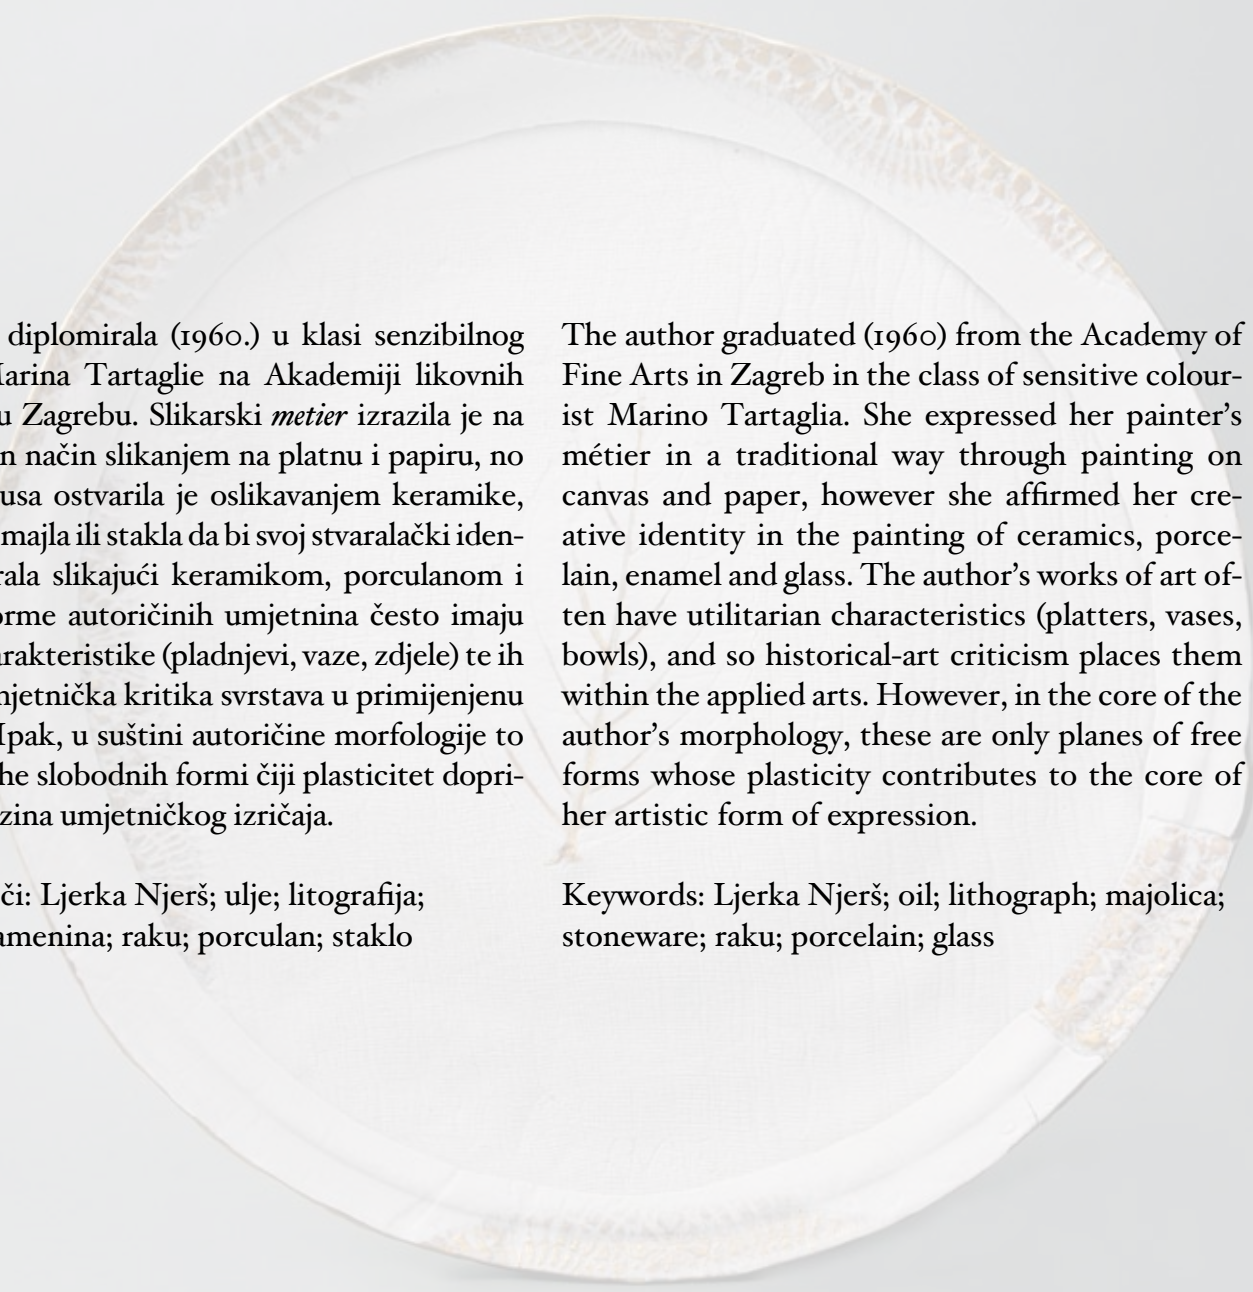 diplomirala (1960.) u klasi senzibilnog
Marina Tartaglie na Akademiji likovnih
u Zagrebu. Slikarski metier izrazila je na
n način slikanjem na platnu i papiru, no
usa ostvarila je oslikavanjem keramike,
majla ili stakla da bi svoj stvaralački iden-
rala slikajući keramikom, porculanom i
orme autoričinih umjetnina često imaju
arakteristike (pladnjevi, vaze, zdjele) te ih
mjetnička kritika svrstava u primijenjenu
Ipak, u suštini autoričine morfologije to
he slobodnih formi čiji plasticitet dopri-
zina umjetničkog izričaja.
či: Ljerka Njerš; ulje; litografija;
amenina; raku; porculan; staklo
The author graduated (1960) from the Academy of
Fine Arts in Zagreb in the class of sensitive colour-
ist Marino Tartaglia. She expressed her painter’s
métier in a traditional way through painting on
canvas and paper, however she affirmed her cre-
ative identity in the painting of ceramics, porce-
lain, enamel and glass. The author’s works of art of-
ten have utilitarian characteristics (platters, vases,
bowls), and so historical-art criticism places them
within the applied arts. However, in the core of the
author’s morphology, these are only planes of free
forms whose plasticity contributes to the core of
her artistic form of expression.
Keywords: Ljerka Njerš; oil; lithograph; majolica;
stoneware; raku; porcelain; glass